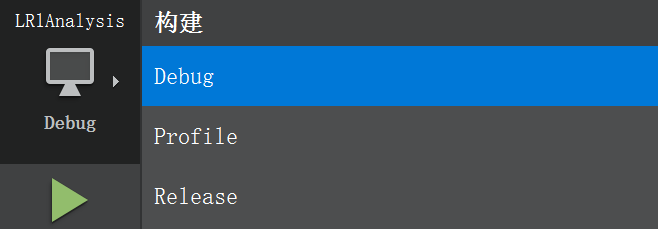 LR1Analysis
Debug
构建
Debug
Profile
Release